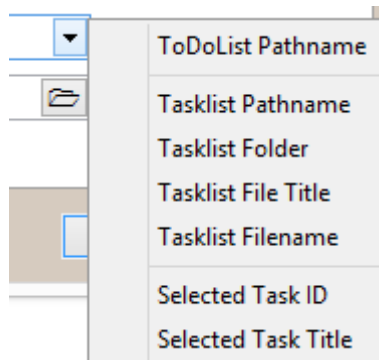 ToDoList Pathname
Tasklist Pathname
Tasklist Folder
Tasklist File Title
Tasklist Filename
Selected Task ID
Selected Task Title